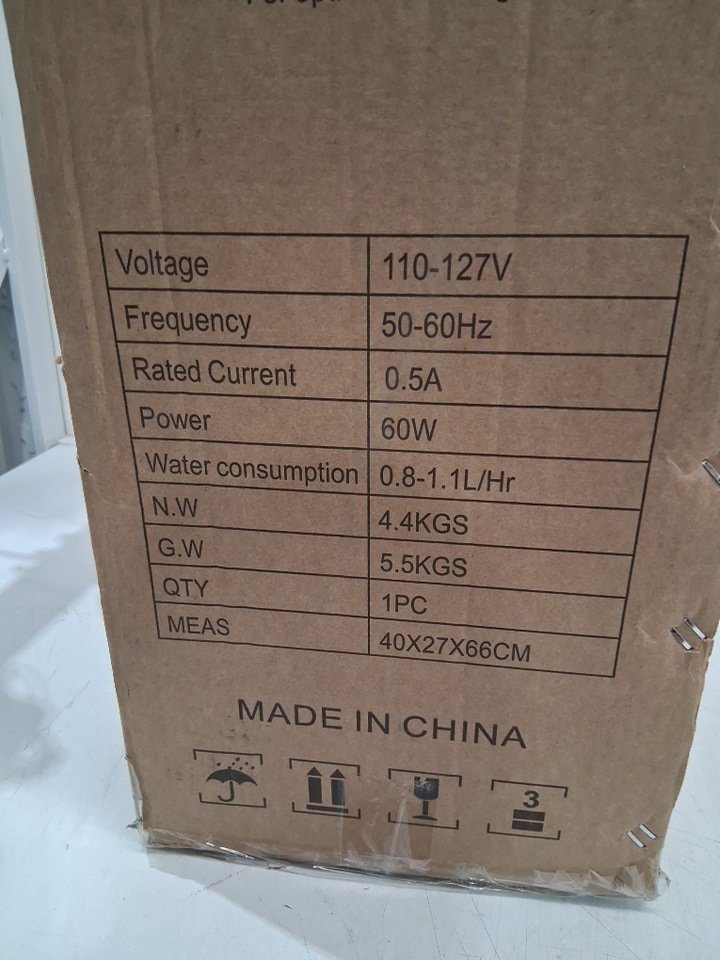 Voltage 110-127V
Frequency 50-60Hz
Rated Current 0.5A
Power 60W
Water consumption 0.8-1.1L/Hr
N.W 4.4KGS
G.W 5.5KGS
QTY 1PC
MEAS 40X27X66CM
MADE IN CHINA
3